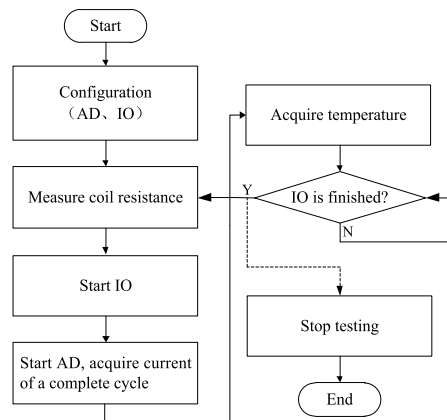 Start
Configuration
（AD、IO）
Measure coil resistance
Start IO
Start AD, acquire current
of a complete cycle
Acquire temperature
IO is finished?
Y
N
Stop testing
End